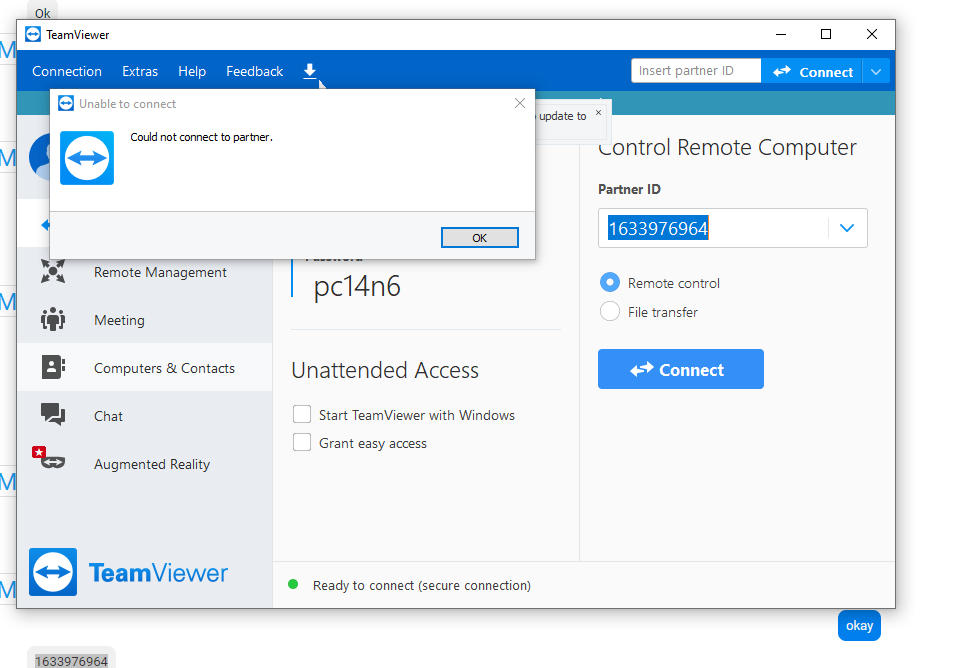 Ok
TeamViewer
Connection Extras Help Feedback
Insert partner ID
Connect
Unable to connect
Could not connect to partner.
OK
update to
Control Remote Computer
Partner ID
1633976964
Remote control
File transfer
Connect
Password
pc14n6
Unattended Access
Start TeamViewer with Windows
Grant easy access
Remote Management
Meeting
Computers & Contacts
Chat
Augmented Reality
TeamViewer
Ready to connect (secure connection)
M
M
M
M
M
okay
1633976964